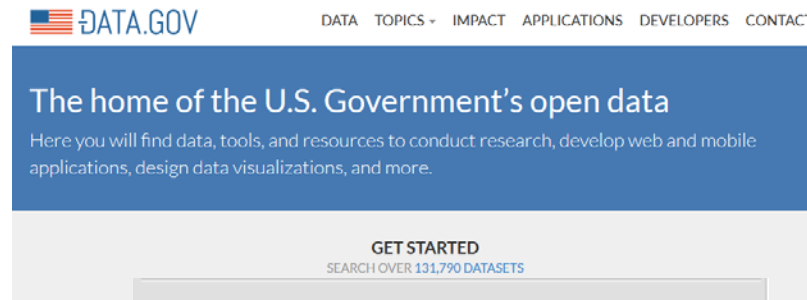 DATA.GOV
DATA TOPICS IMPACT APPLICATIONS DEVELOPERS CONTACT
The home of the U.S. Government's open data
Here you will find data, tools, and resources to conduct research, develop web and mobile
applications, design data visualizations, and more.
GET STARTED
SEARCH OVER 131,790 DATASETS